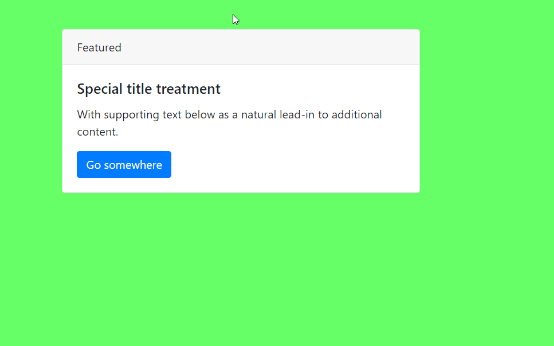 Featured
Special title treatment
With supporting text below as a natural lead-in to additional
content.
Go somewhere